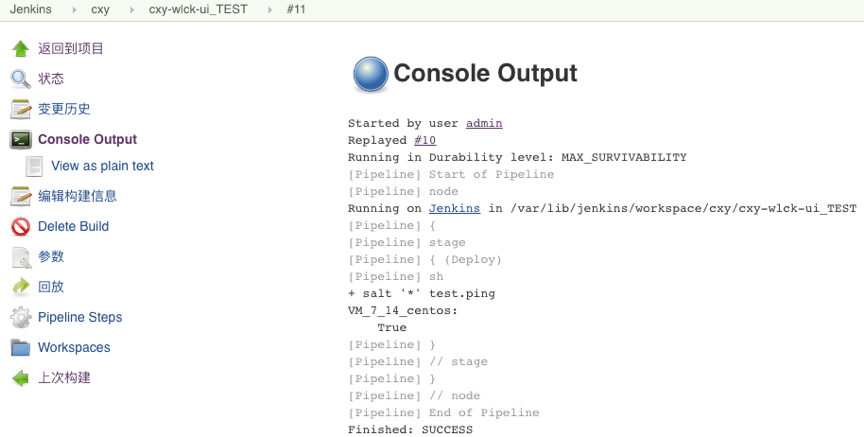 Jenkins cxy cxy-wlck-ui_TEST #11
返回到项目
状态
变更历史
Console Output
View as plain text
编辑构建信息
Delete Build
参数
回放
Pipeline Steps
Workspaces
上次构建
Console Output
Started by user admin
Replayed #10
Running in Durability level: MAX_SURVIVABILITY
[Pipeline] Start of Pipeline
[Pipeline] node
Running on Jenkins in /var/lib/jenkins/workspace/cxy/cxy-wlck-ui_TEST
[Pipeline] {
[Pipeline] stage
[Pipeline] { (Deploy)
[Pipeline] sh
+ salt '*' test.ping
VM_7_14_centos:
    True
[Pipeline] }
[Pipeline] // stage
[Pipeline] }
[Pipeline] // node
[Pipeline] End of Pipeline
Finished: SUCCESS